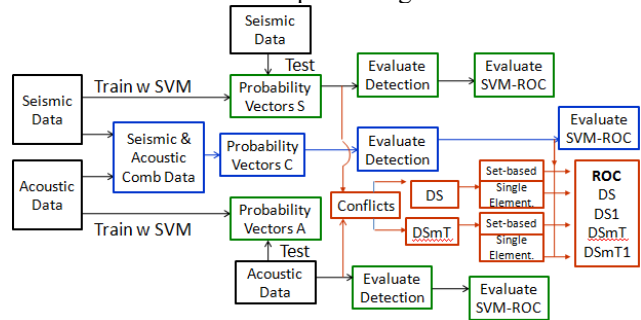 Seismic
Data
Test
Evaluate
Detection
Evaluate
SVM-ROC
Train w SVM
Probability
Vectors S
Seismic
Data
Seismic &
Acoustic
Comb Data
Probability
Vectors C
Evaluate
Detection
Evaluate
SVM-ROC
Acoustic
Data
Conflicts
DS
Set-based
Single
Element.
DSmT
Set-based
Single
Element.
ROC
DS
DS1
DSmT
DSmT1
Train w SVM
Probability
Vectors A
Test
Acoustic
Data
Evaluate
Detection
Evaluate
SVM-ROC